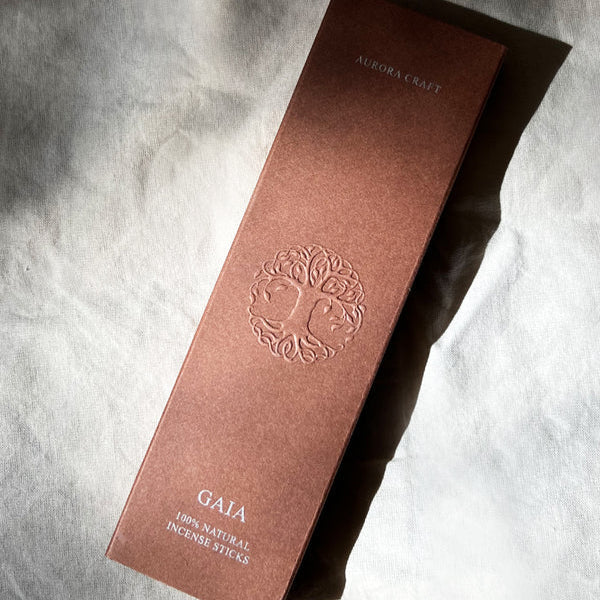 AURORA CRAFT
GAIA
100% NATURAL
INCENSE STICKS